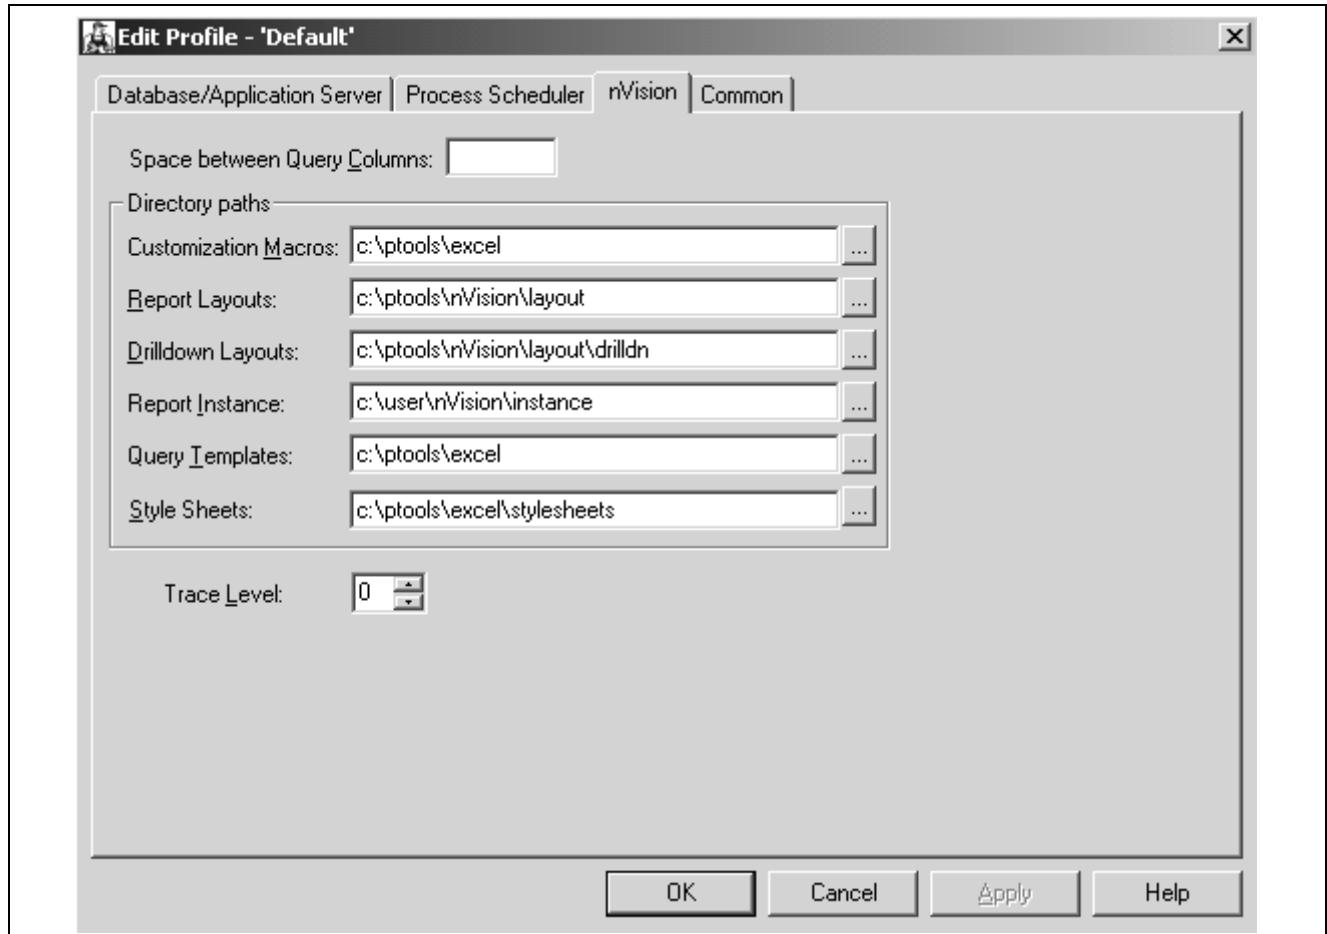 Edit Profile - 'Default'
Database/Application Server Process Scheduler nVision Common
Space between Query Columns:
Directory paths
Customization Macros: c:\ptools\excel ...
Report Layouts: c:\ptools\nVision\layout ...
Drilldown Layouts: c:\ptools\nVision\layout\drilldn ...
Report Instance: c:\user\nVision\instance ...
Query Templates: c:\ptools\excel ...
Style Sheets: c:\ptools\excel\stylesheets ...
Trace Level: 0
OK Cancel Apply Help